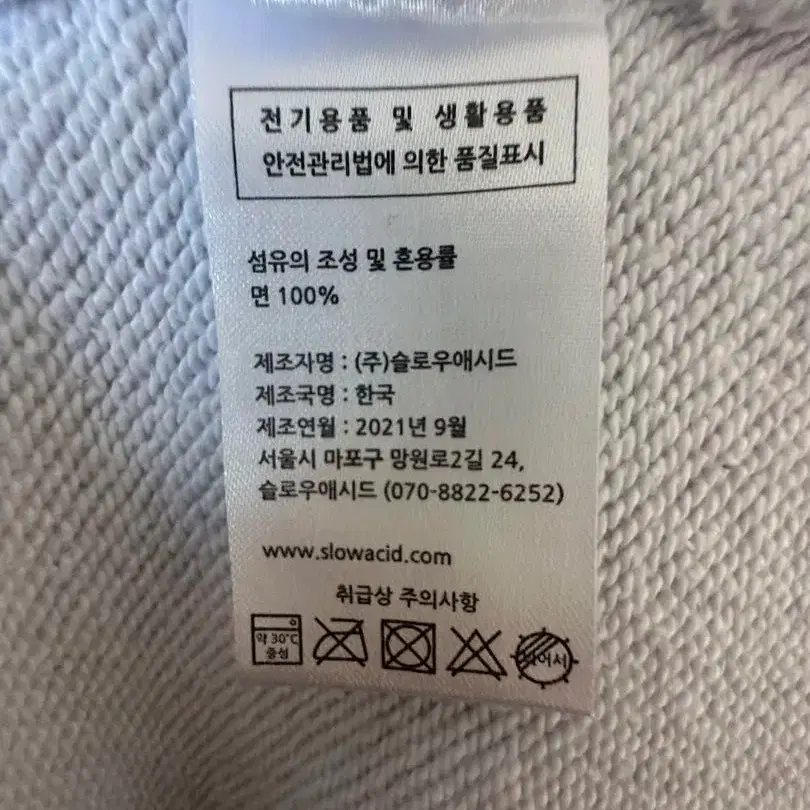 전기용품 및 생활용품
안전관리법에 의한 품질표시
섬유의 조성 및 혼용률
면 100%
제조자명 : (주)슬로우애시드
제조국명 : 한국
제조연월 : 2021년 9월
서울시 마포구 망원로2길 24,
슬로우애시드 (070-8822-6252)
www.slowacid.com
취급상 주의사항
약 30℃
중성